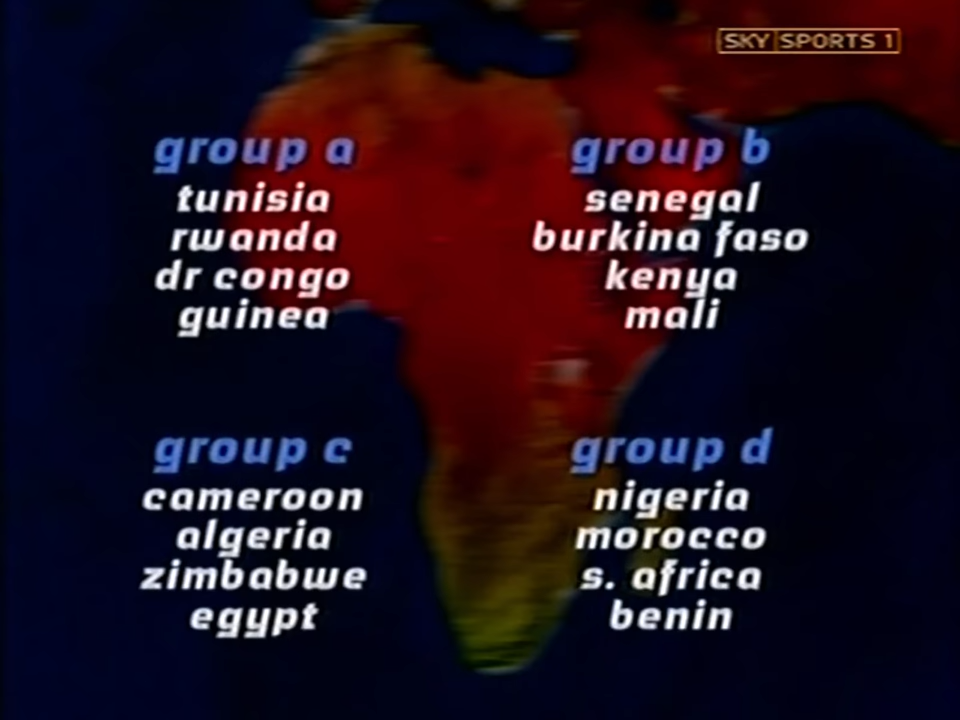 SKY SPORTS 1
group a
tunisia
rwanda
dr congo
guinea
group b
senegal
burkina faso
kenya
mali
group c
cameroon
algeria
zimbabwe
egypt
group d
nigeria
morocco
s. africa
benin